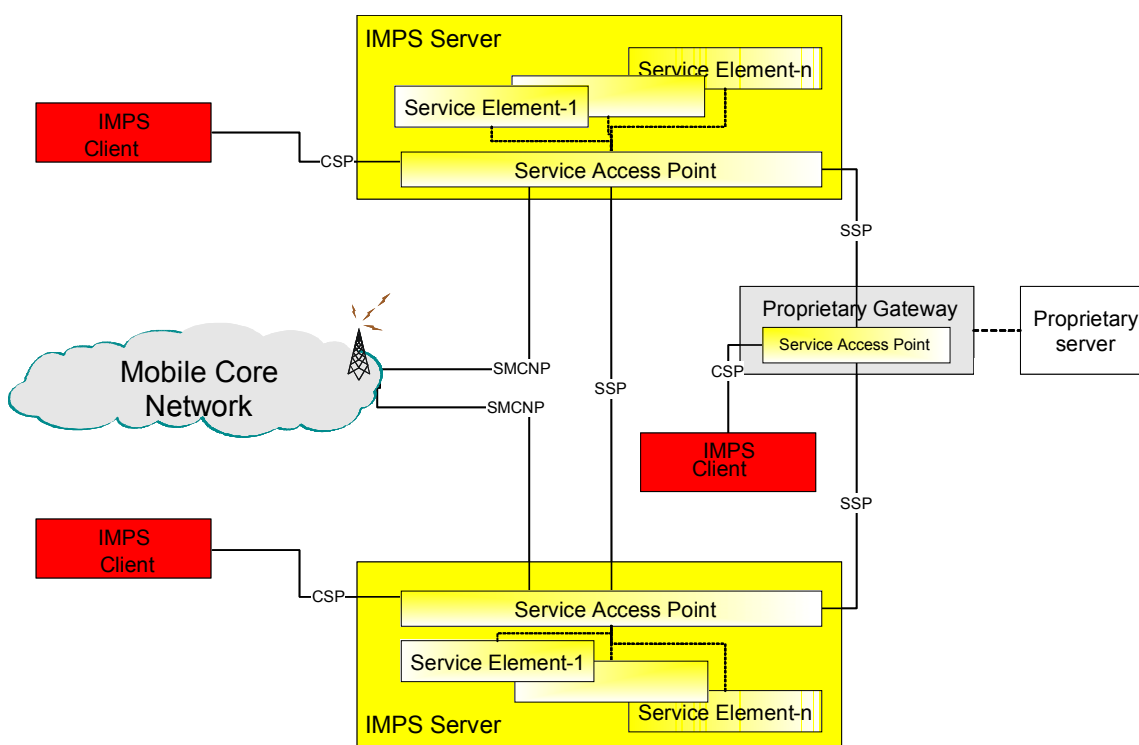 IMPS Server
Service Element-n
Service Element-1
IMPS
Client
CSP
Service Access Point
SSP
Proprietary Gateway
Service Access Point
Proprietary
server
Mobile Core
Network
SMCNP
SSP
CSP
SMCNP
IMPS
Client
SSP
IMPS
Client
CSP
Service Access Point
Service Element-1
Service Element-n
IMPS Server